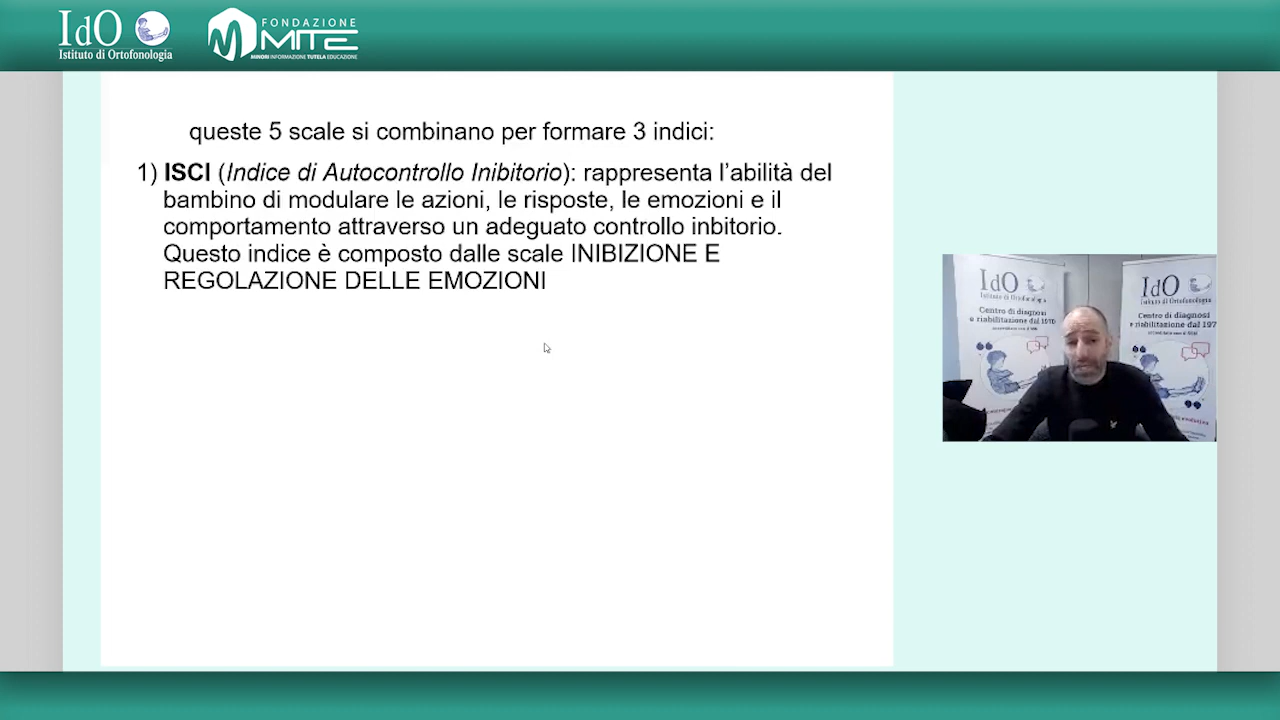 IdO
Istituto di Ortofonologia
FONDAZIONE
MITE
MINORI INFORMAZIONE TUTELA EDUCAZIONE
queste 5 scale si combinano per formare 3 indici:
1) ISCI (Indice di Autocontrollo Inibitorio): rappresenta l’abilità del
bambino di modulare le azioni, le risposte, le emozioni e il
comportamento attraverso un adeguato controllo inbitorio.
Questo indice è composto dalle scale INIBIZIONE E
REGOLAZIONE DELLE EMOZIONI
IdO
Istituto di Ortofonologia
Centro di diagnosi
e riabilitazione dal 1970
IdO
Istituto di Ortofonologia
Centro di diagnosi
e riabilitazione dal 197